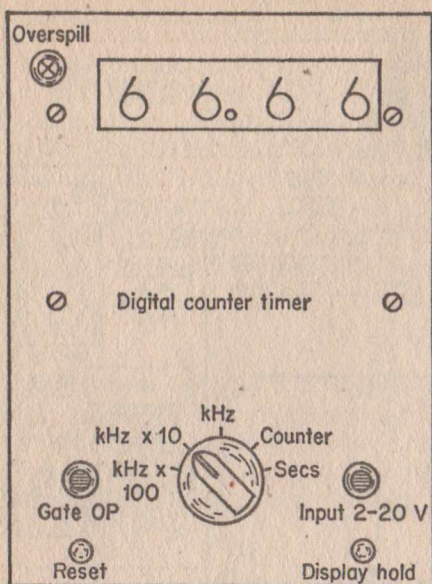 Overspill
6 6.6 6
Digital counter timer
kHz
kHz x 10
Counter
kHz x
100
Secs
Gate OP
Input 2-20 V
Reset
Display hold